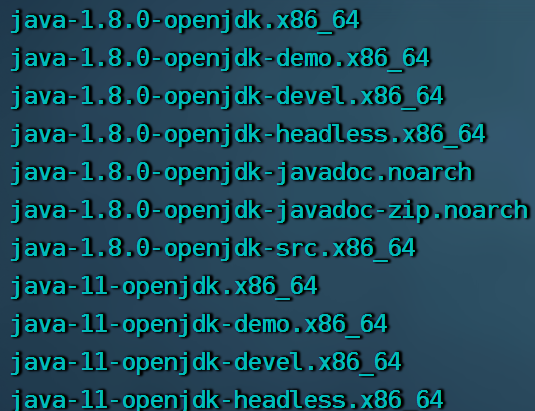 java-1.8.0-openjdk.x86_64
java-1.8.0-openjdk-demo.x86_64
java-1.8.0-openjdk-devel.x86_64
java-1.8.0-openjdk-headless.x86_64
java-1.8.0-openjdk-javadoc.noarch
java-1.8.0-openjdk-javadoc-zip.noarch
java-1.8.0-openjdk-src.x86_64
java-11-openjdk.x86_64
java-11-openjdk-demo.x86_64
java-11-openjdk-devel.x86_64
java-11-openjdk-headless.x86_64